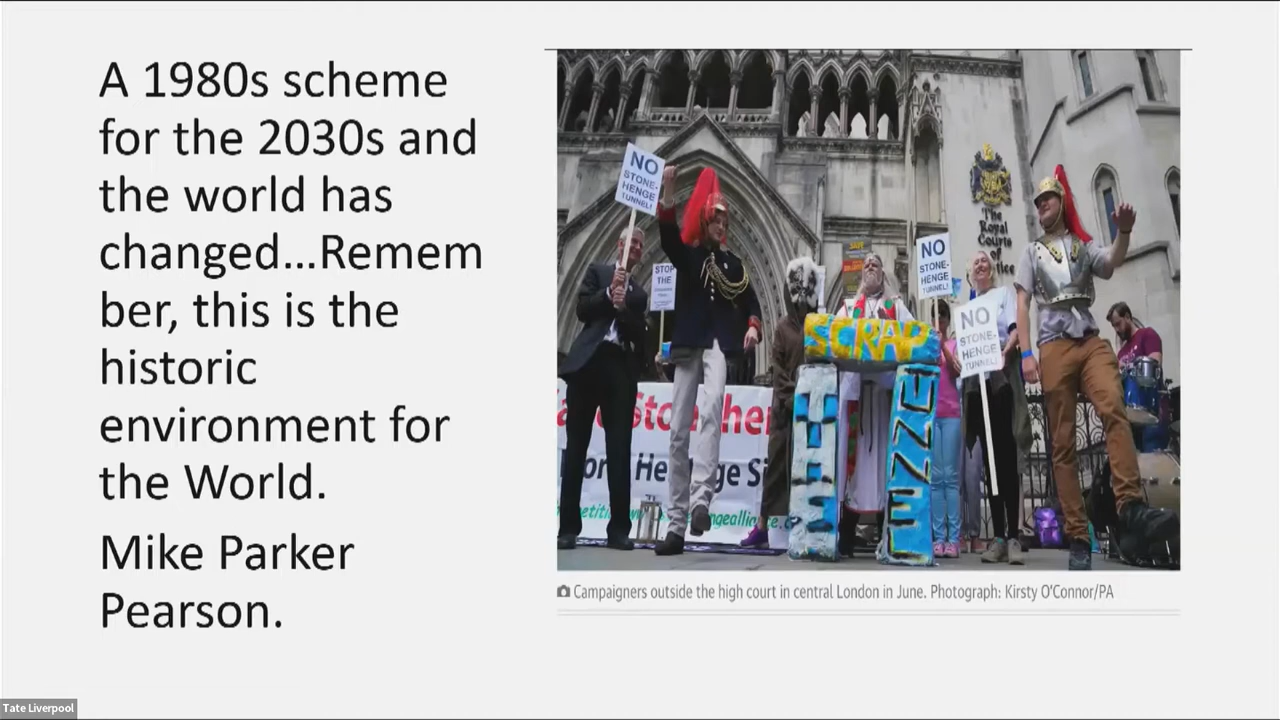 A 1980s scheme
for the 2030s and
the world has
changed...Remem
ber, this is the
historic
environment for
the World.
Mike Parker
Pearson.
NO
STONE-
HENGE
TUNNEL!
STOP
THE
NO
STONE-
HENGE
TUNNEL!
NO
STONE-
HENGE
TUNNEL!
The
Royal
Courts
of
SCRAP
THE
TUNNEL
Campaigners outside the high court in central London in June. Photograph: Kirsty O'Connor/PA
Tate Liverpool